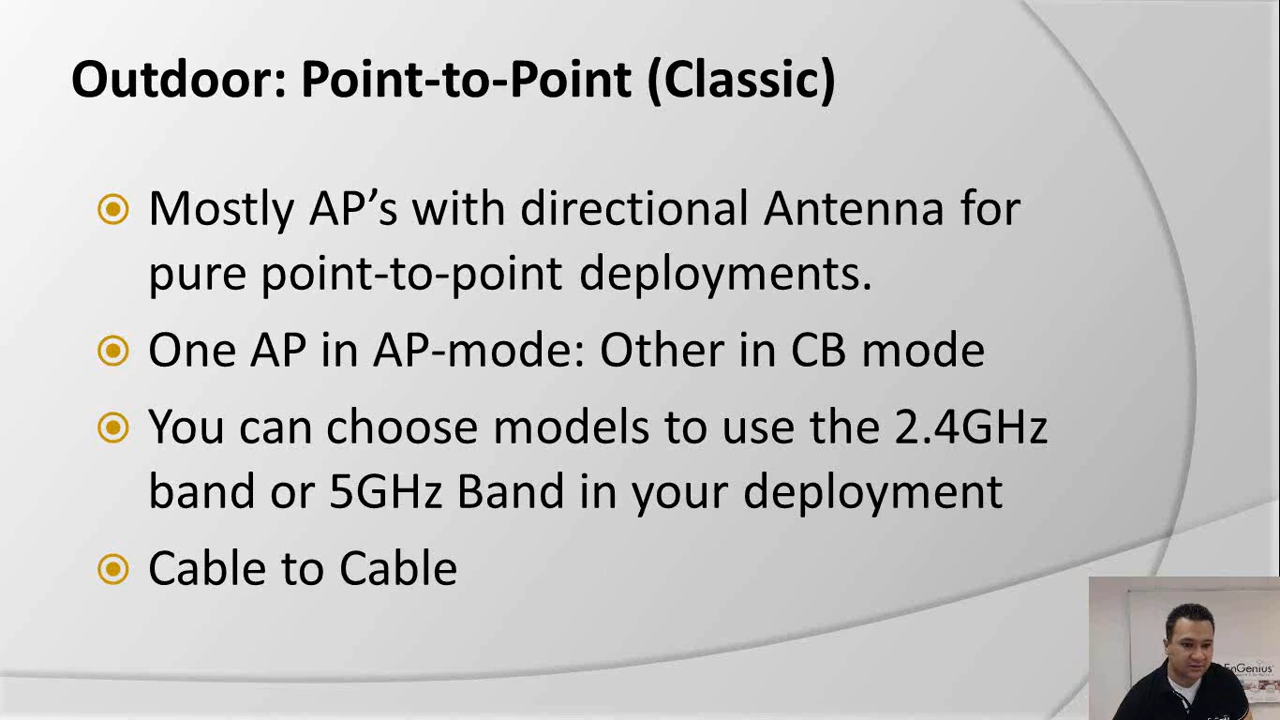 Outdoor: Point-to-Point (Classic)
Mostly AP’s with directional Antenna for
pure point-to-point deployments.
One AP in AP-mode: Other in CB mode
You can choose models to use the 2.4GHz
band or 5GHz Band in your deployment
Cable to Cable
EnGenius